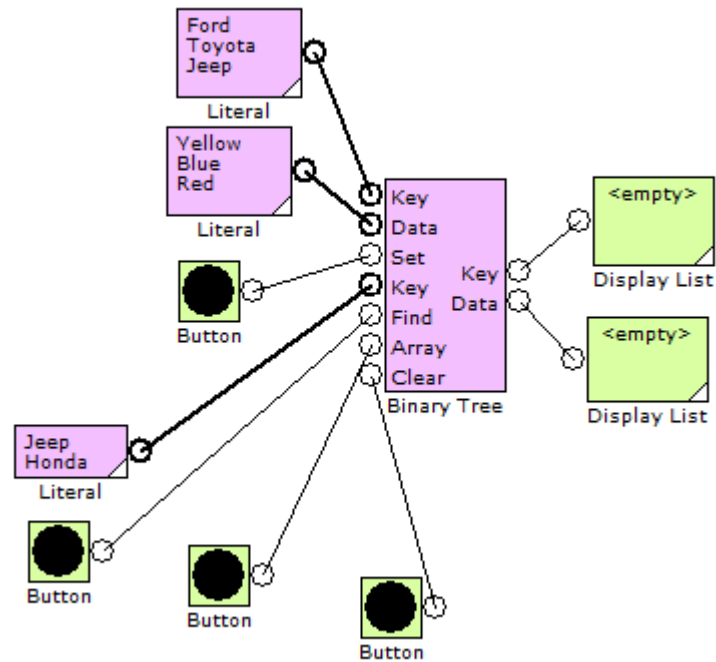 Ford
Toyota
Jeep
Literal
Yellow
Blue
Red
Literal
Button
Key
Data
Set
Key
Find
Array
Clear
Key
Data
Binary Tree
<empty>
Display List
<empty>
Display List
Jeep
Honda
Literal
Button
Button
Button